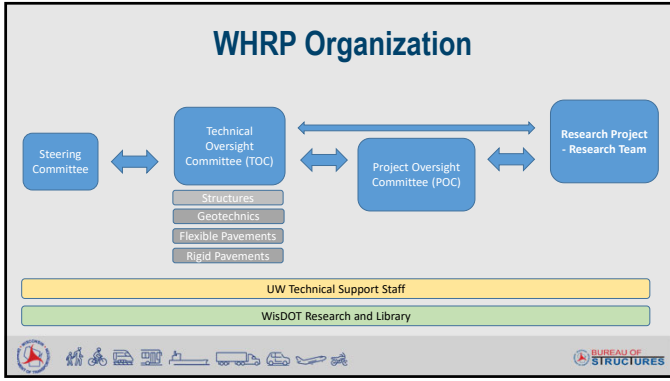 WHRP Organization
Steering
Committee
Technical
Oversight
Committee (TOC)
Structures
Geotechnics
Flexible Pavements
Rigid Pavements
Project Oversight
Committee (POC)
Research Project
- Research Team
UW Technical Support Staff
WisDOT Research and Library
BUREAU OF
STRUCTURES